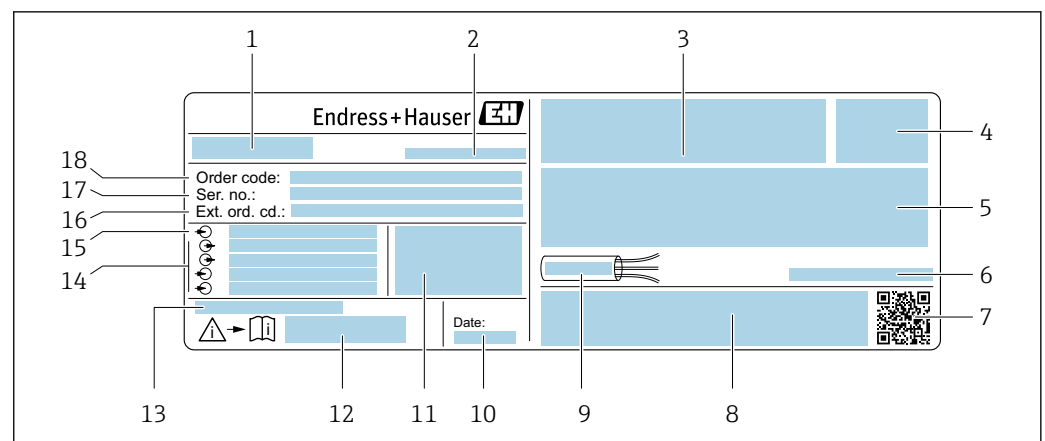 1 2 3
Endress+Hauser EH
4
18 Order code:
17 Ser. no.:
16 Ext. ord. cd.:
5
15
14
6
i i
Date:
7
13 12 11 10 9 8